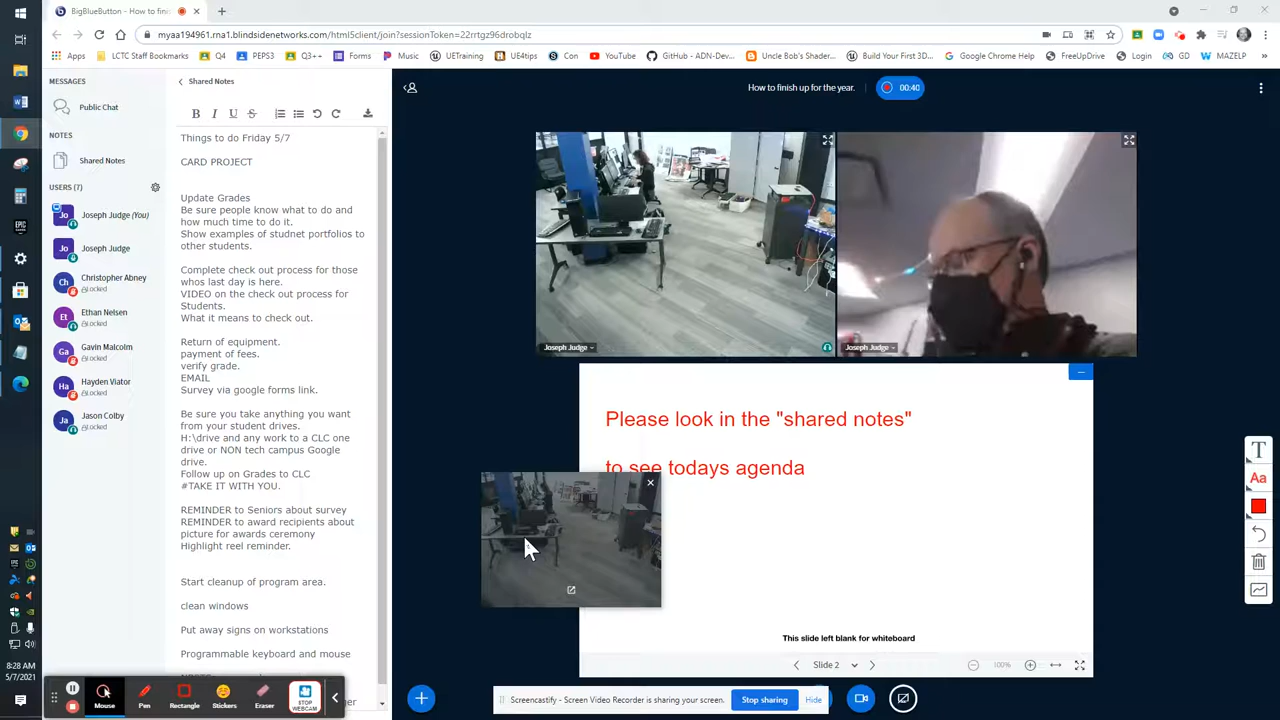 BigBlueButton - How to fini
myaa194961.rna1.blindsidenetworks.com/html5client/join?sessionToken=22rrtgz96drobqlz
Apps LCTC Staff Bookmarks Q4 PEPS3 Q3++ Forms Music UETraining UE4tips Con YouTube GitHub - ADN-Dev... Uncle Bob's Shader... Build Your First 3D... Google Chrome Help FreeUpDrive Login GD MAZELP »
MESSAGES
Public Chat
NOTES
Shared Notes
USERS (7)
Jo Joseph Judge (You)
Jo Joseph Judge
Ch Christopher Abney
Locked
Et Ethan Nelsen
Locked
Ga Gavin Malcolm
Locked
Ha Hayden Viator
Locked
Ja Jason Colby
Locked
Shared Notes
B I U S
Things to do Friday 5/7
CARD PROJECT
Update Grades
Be sure people know what to do and
how much time to do it.
Show examples of studnet portfolios to
other students.
Complete check out process for those
whos last day is here.
VIDEO on the check out process for
Students.
What it means to check out.
Return of equipment.
payment of fees.
verify grade.
EMAIL
Survey via google forms link.
Be sure you take anything you want
from your student drives.
H:\drive and any work to a CLC one
drive or NON tech campus Google
drive.
Follow up on Grades to CLC
#TAKE IT WITH YOU.
REMINDER to Seniors about survey
REMINDER to award recipients about
picture for awards ceremony
Highlight reel reminder.
Start cleanup of program area.
clean windows
Put away signs on workstations
Programmable keyboard and mouse
How to finish up for the year. 00:40
Joseph Judge
Joseph Judge
Please look in the "shared notes"
to see todays agenda
This slide left blank for whiteboard
Slide 2 100%
T
Aa
Screencastify - Screen Video Recorder is sharing your screen. Stop sharing Hide
Mouse Pen Rectangle Stickers Eraser STOP WEBCAM
EPIC
8:28 AM
5/7/2021